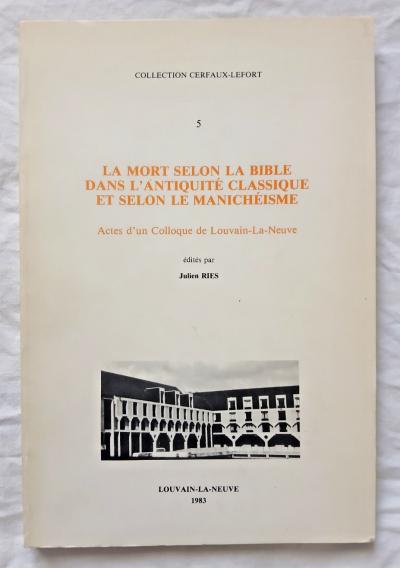 COLLECTION CERFAUX-LEFORT
5
LA MORT SELON LA BIBLE
DANS L'ANTIQUITÉ CLASSIQUE
ET SELON LE MANICHÉISME
Actes d'un Colloque de Louvain-La-Neuve
édités par
Julien RIES
LOUVAIN-LA-NEUVE
1983